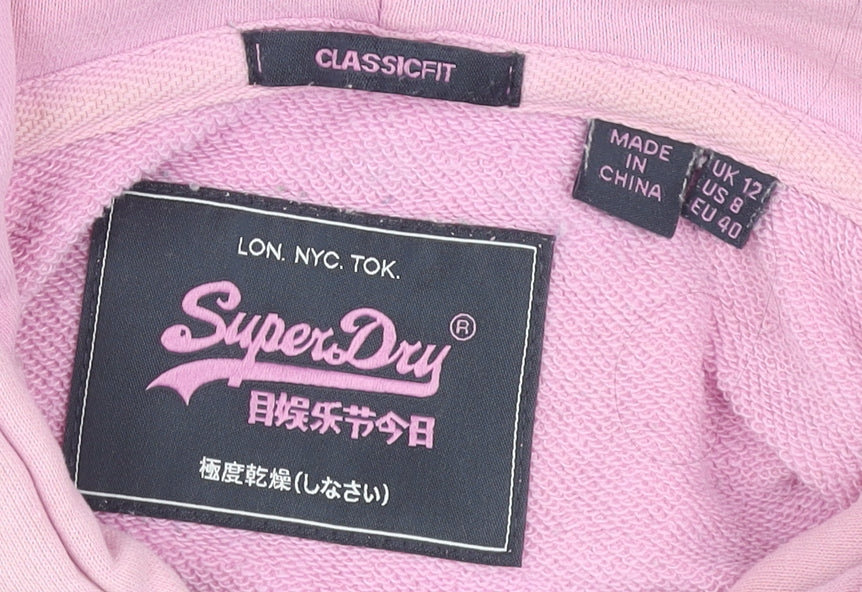 CLASSICFIT
MADE
IN
CHINA
UK 12
US 8
EU 40
LON. NYC. TOK.
SuperDry®
目娱乐节今日
極度乾燥(しなさい)